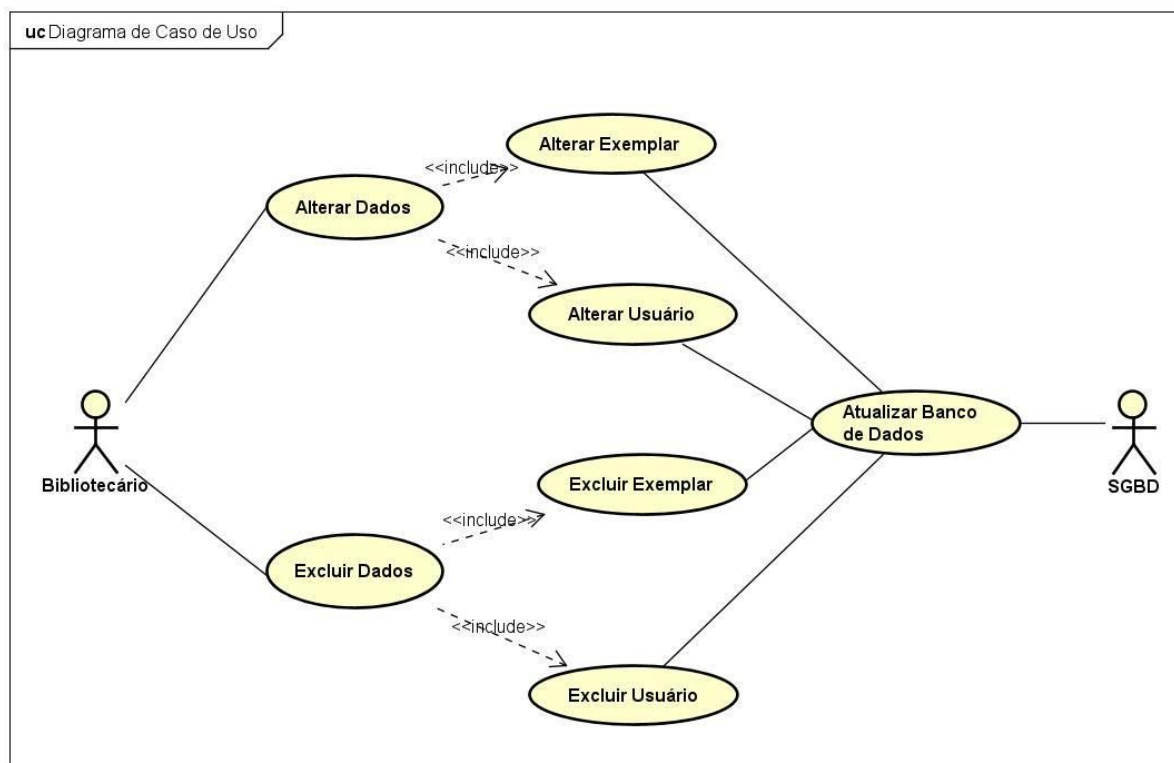 uc Diagrama de Caso de Uso
Alterar Exemplar
<<include>>
Alterar Dados
<<include>>
Alterar Usuário
Atualizar Banco
de Dados
Bibliotecário
SGBD
Excluir Exemplar
<<include>>
Excluir Dados
<<include>>
Excluir Usuário